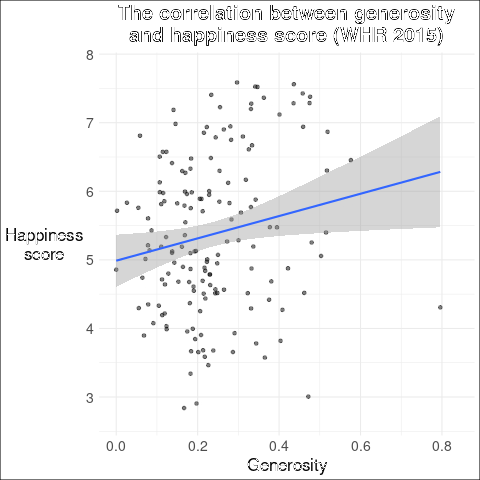 The correlation between generosity
and happiness score (WHR 2015)
8
7
6
5
4
3
Happiness
score
0.0 0.2 0.4 0.6 0.8
Generosity